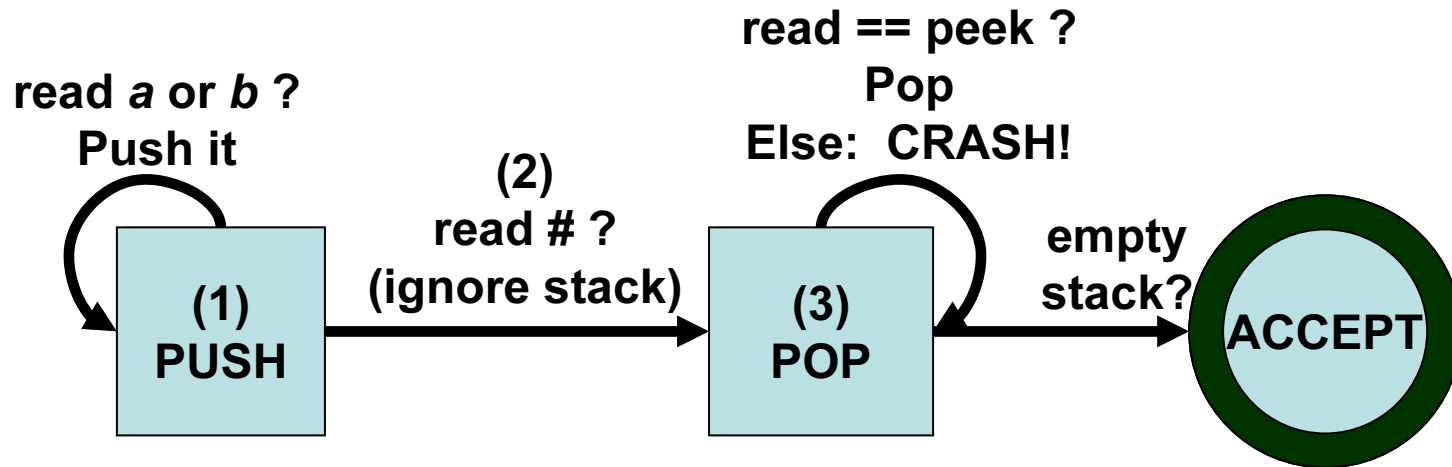 read a or b ?
Push it
(1)
PUSH
(2)
read # ?
(ignore stack)
read == peek ?
Pop
Else: CRASH!
(3)
POP
empty
stack?
ACCEPT